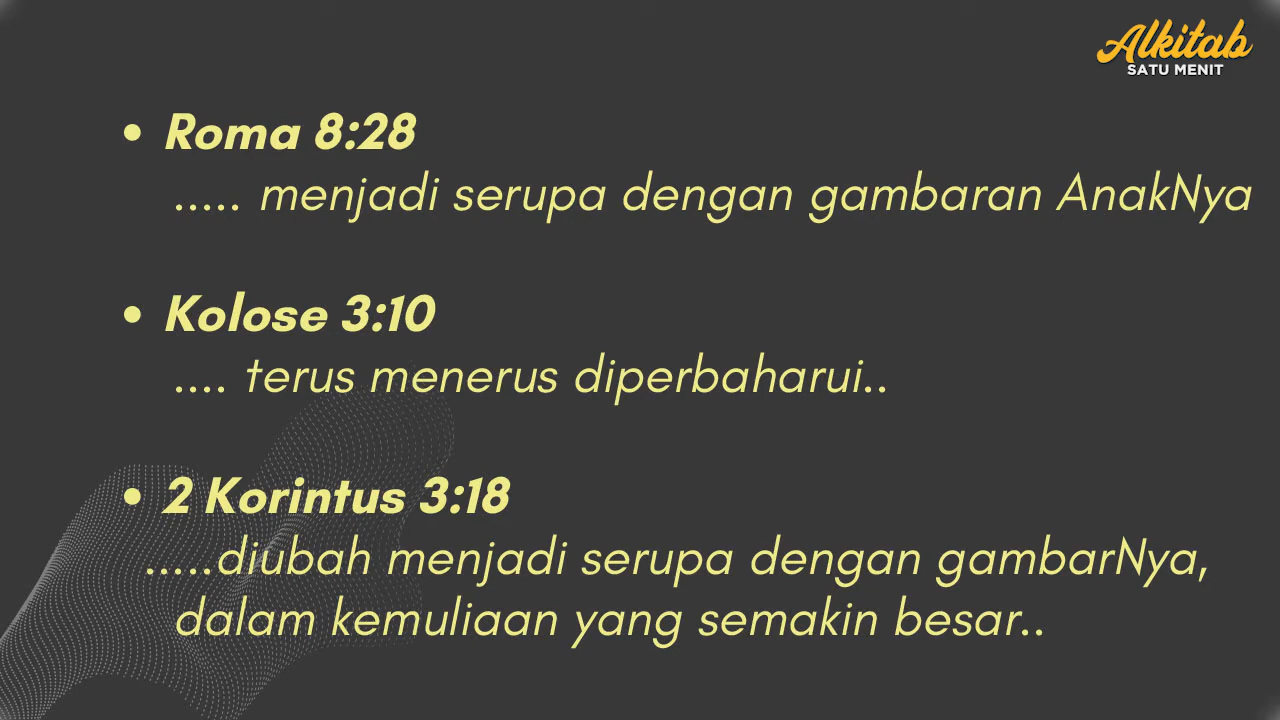 Alkitab
SATU MENIT
• Roma 8:28
..... menjadi serupa dengan gambaran AnakNya
• Kolose 3:10
.... terus menerus diperbaharui..
• 2 Korintus 3:18
.....diubah menjadi serupa dengan gambarNya,
dalam kemuliaan yang semakin besar..